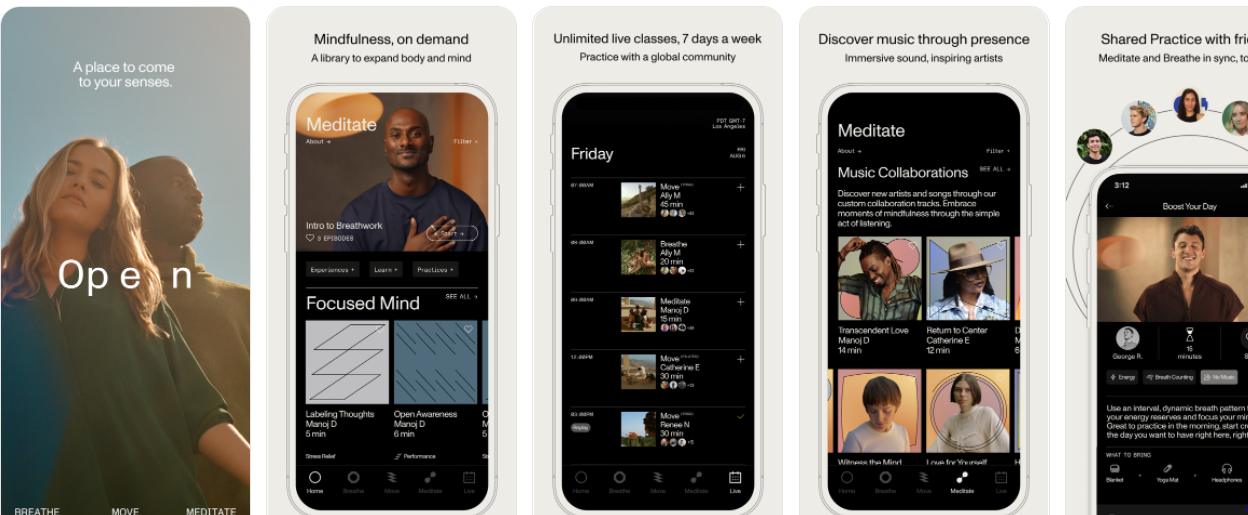 A place to come
to your senses.
Op e n
BREATHE MOVE MEDITATE
Mindfulness, on demand
A library to expand body and mind
Meditate
About → Filter +
Intro to Breathwork
3 EPISODES
Start →
Experiences + Learn + Practices +
Focused Mind SEE ALL →
Labeling Thoughts
Manoj D
5 min
Open Awareness
Manoj D
6 min
Stress Relief Performance
Home Breathe Move Meditate Live
Unlimited live classes, 7 days a week
Practice with a global community
PDT GMT-7
Los Angeles
Friday
FRI
AUG 6
07:00AM
Move
Ally M
45 min
08:00AM
Breathe
Ally M
20 min
09:00AM
Meditate
Manoj D
15 min
12:00PM
Move
Catherine E
30 min
03:00PM
Replay
Move
Renee N
30 min
Home Breathe Move Meditate Live
Discover music through presence
Immersive sound, inspiring artists
Meditate
About → Filter +
Music Collaborations SEE ALL →
Discover new artists and songs through our
custom collaboration tracks. Embrace
moments of mindfulness through the simple
act of listening.
Transcendent Love
Manoj D
14 min
Return to Center
Catherine E
12 min
Witness the Mind Love for Yourself
Home Breathe Move Meditate Live
Shared Practice with frie
Meditate and Breathe in sync, to
3:12
Boost Your Day
George R.
15
minutes
Energy Breath Counting No Music
Use an interval, dynamic breath pattern
your energy reserves and focus your min
Great to practice in the morning, start cre
the day you want to have right here, right
WHAT TO BRING
Blanket Yoga Mat Headphones